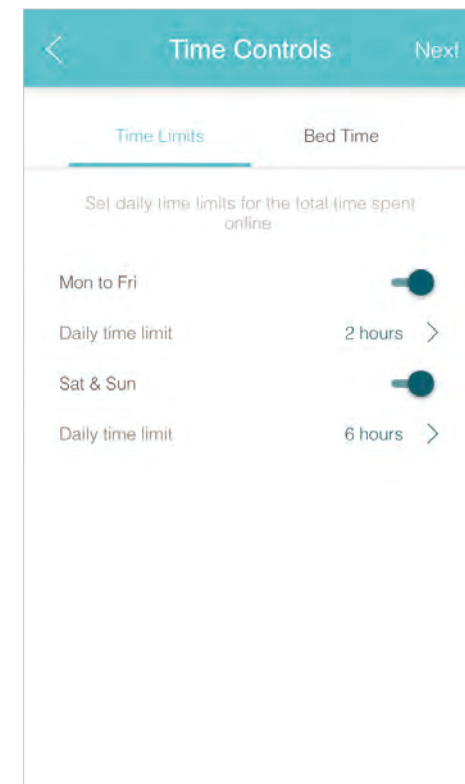 Time Controls Next
Time Limits Bed Time
Set daily time limits for the total time spent
online
Mon to Fri
Daily time limit 2 hours
Sat & Sun
Daily time limit 6 hours